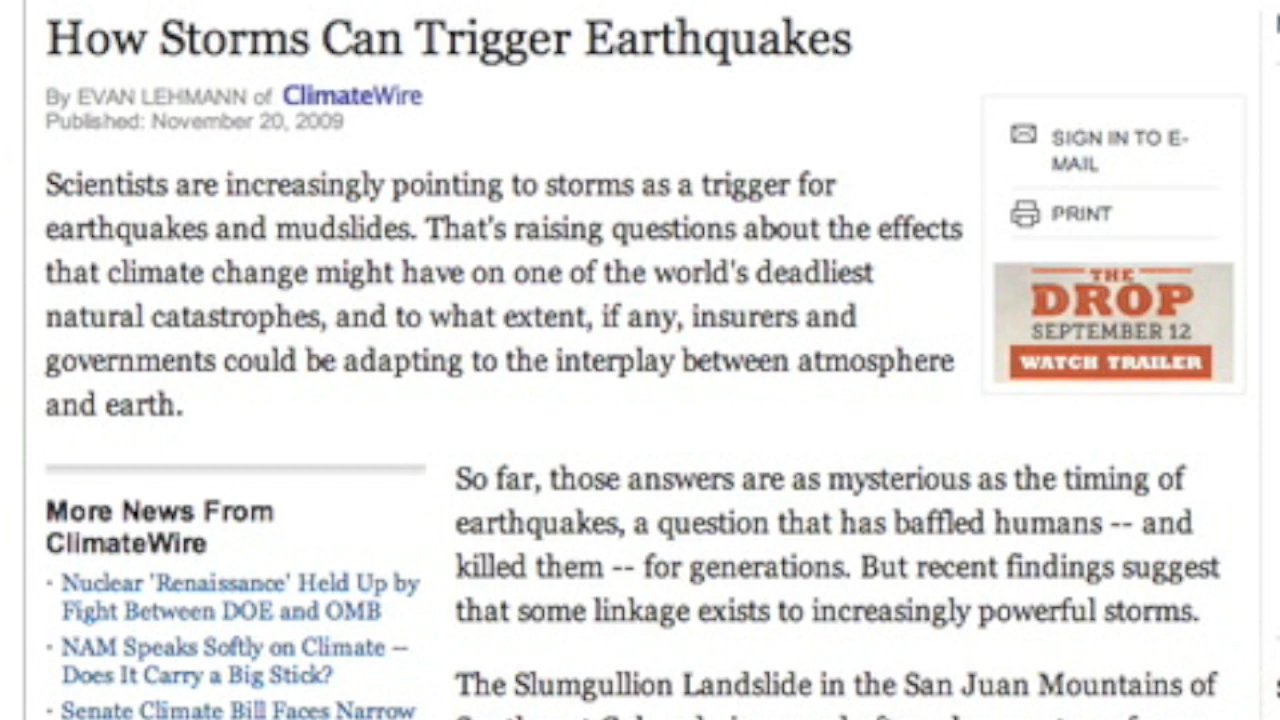 How Storms Can Trigger Earthquakes
By EVAN LEHMANN of ClimateWire
Published: November 20, 2009
SIGN IN TO E-
MAIL
PRINT
THE
DROP
SEPTEMBER 12
WATCH TRAILER
Scientists are increasingly pointing to storms as a trigger for
earthquakes and mudslides. That's raising questions about the effects
that climate change might have on one of the world's deadliest
natural catastrophes, and to what extent, if any, insurers and
governments could be adapting to the interplay between atmosphere
and earth.
More News From
ClimateWire
· Nuclear 'Renaissance' Held Up by
Fight Between DOE and OMB
· NAM Speaks Softly on Climate --
Does It Carry a Big Stick?
· Senate Climate Bill Faces Narrow
So far, those answers are as mysterious as the timing of
earthquakes, a question that has baffled humans -- and
killed them -- for generations. But recent findings suggest
that some linkage exists to increasingly powerful storms.
The Slumgullion Landslide in the San Juan Mountains of